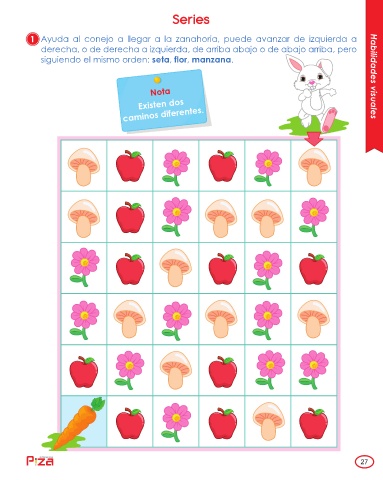 Series
1 Ayuda al conejo a llegar a la zanahoria, puede avanzar de izquierda a
derecha, o de derecha a izquierda, de arriba abajo o de abajo arriba, pero
siguiendo el mismo orden: seta, flor, manzana.
Habilidades visuales
Nota
Existen dos
caminos diferentes.
Piza
27